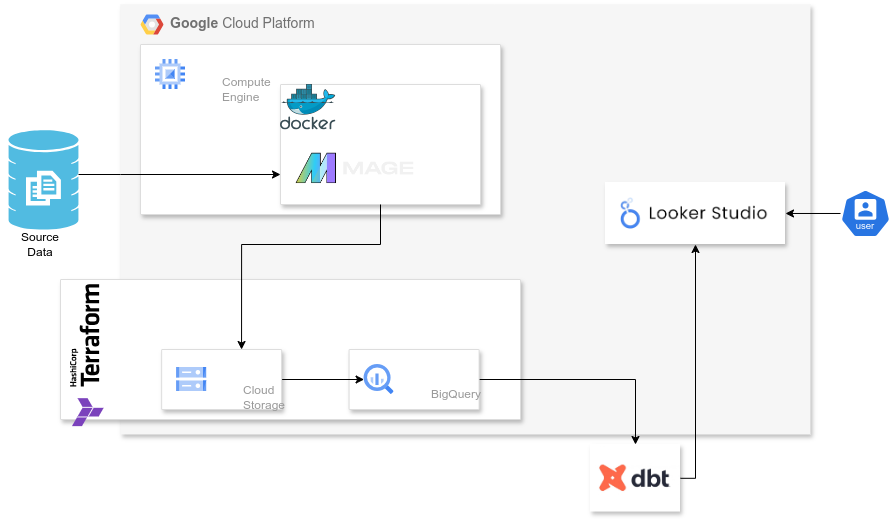 Google Cloud Platform
Compute
Engine
docker
MAGE
Source
Data
Looker Studio
user
HashiCorp
Terraform
Cloud
Storage
BigQuery
dbt